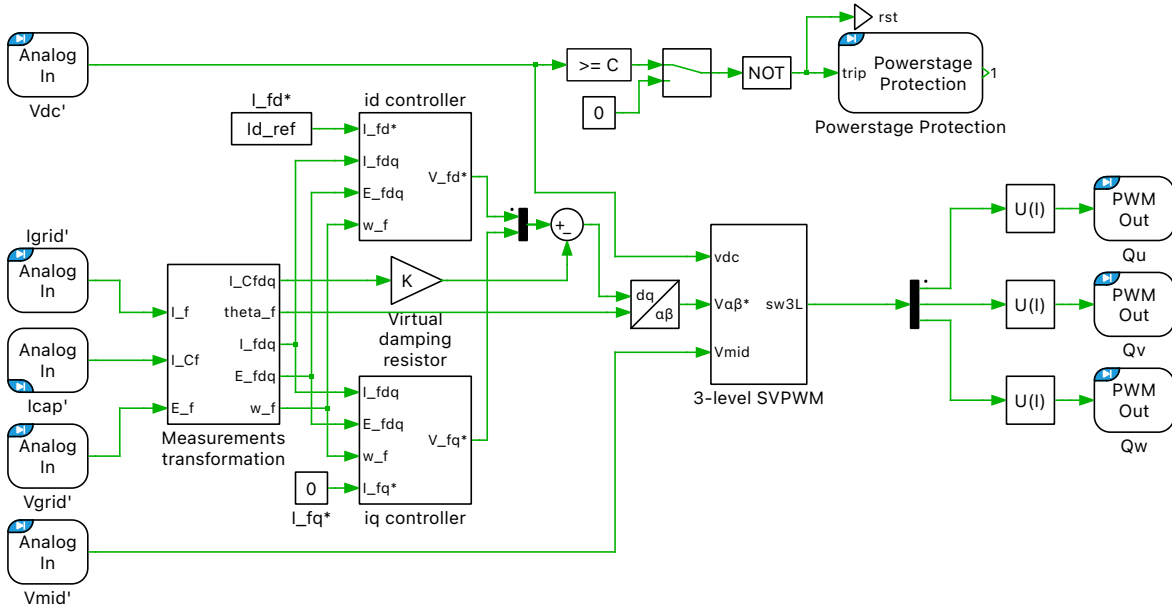 Analog
In
Vdc'
>= C
0
NOT
rst
trip
Powerstage
Protection
1
Powerstage Protection
I_fd*
Id_ref
id controller
I_fd*
I_fdq
E_fdq
w_f
V_fd*
+
-
Igrid'
Analog
In
Analog
In
Icap'
Analog
In
Vgrid'
I_f
I_Cf
E_f
I_Cfdq
theta_f
I_fdq
E_fdq
w_f
Measurements
transformation
K
Virtual
damping
resistor
I_fdq
E_fdq
w_f
I_fq*
V_fq*
iq controller
0
I_fq*
Analog
In
Vmid'
dq
αβ
vdc
Vαβ*
Vmid
sw3L
3-level SVPWM
U(I)
PWM
Out
Qu
U(I)
PWM
Out
Qv
U(I)
PWM
Out
Qw